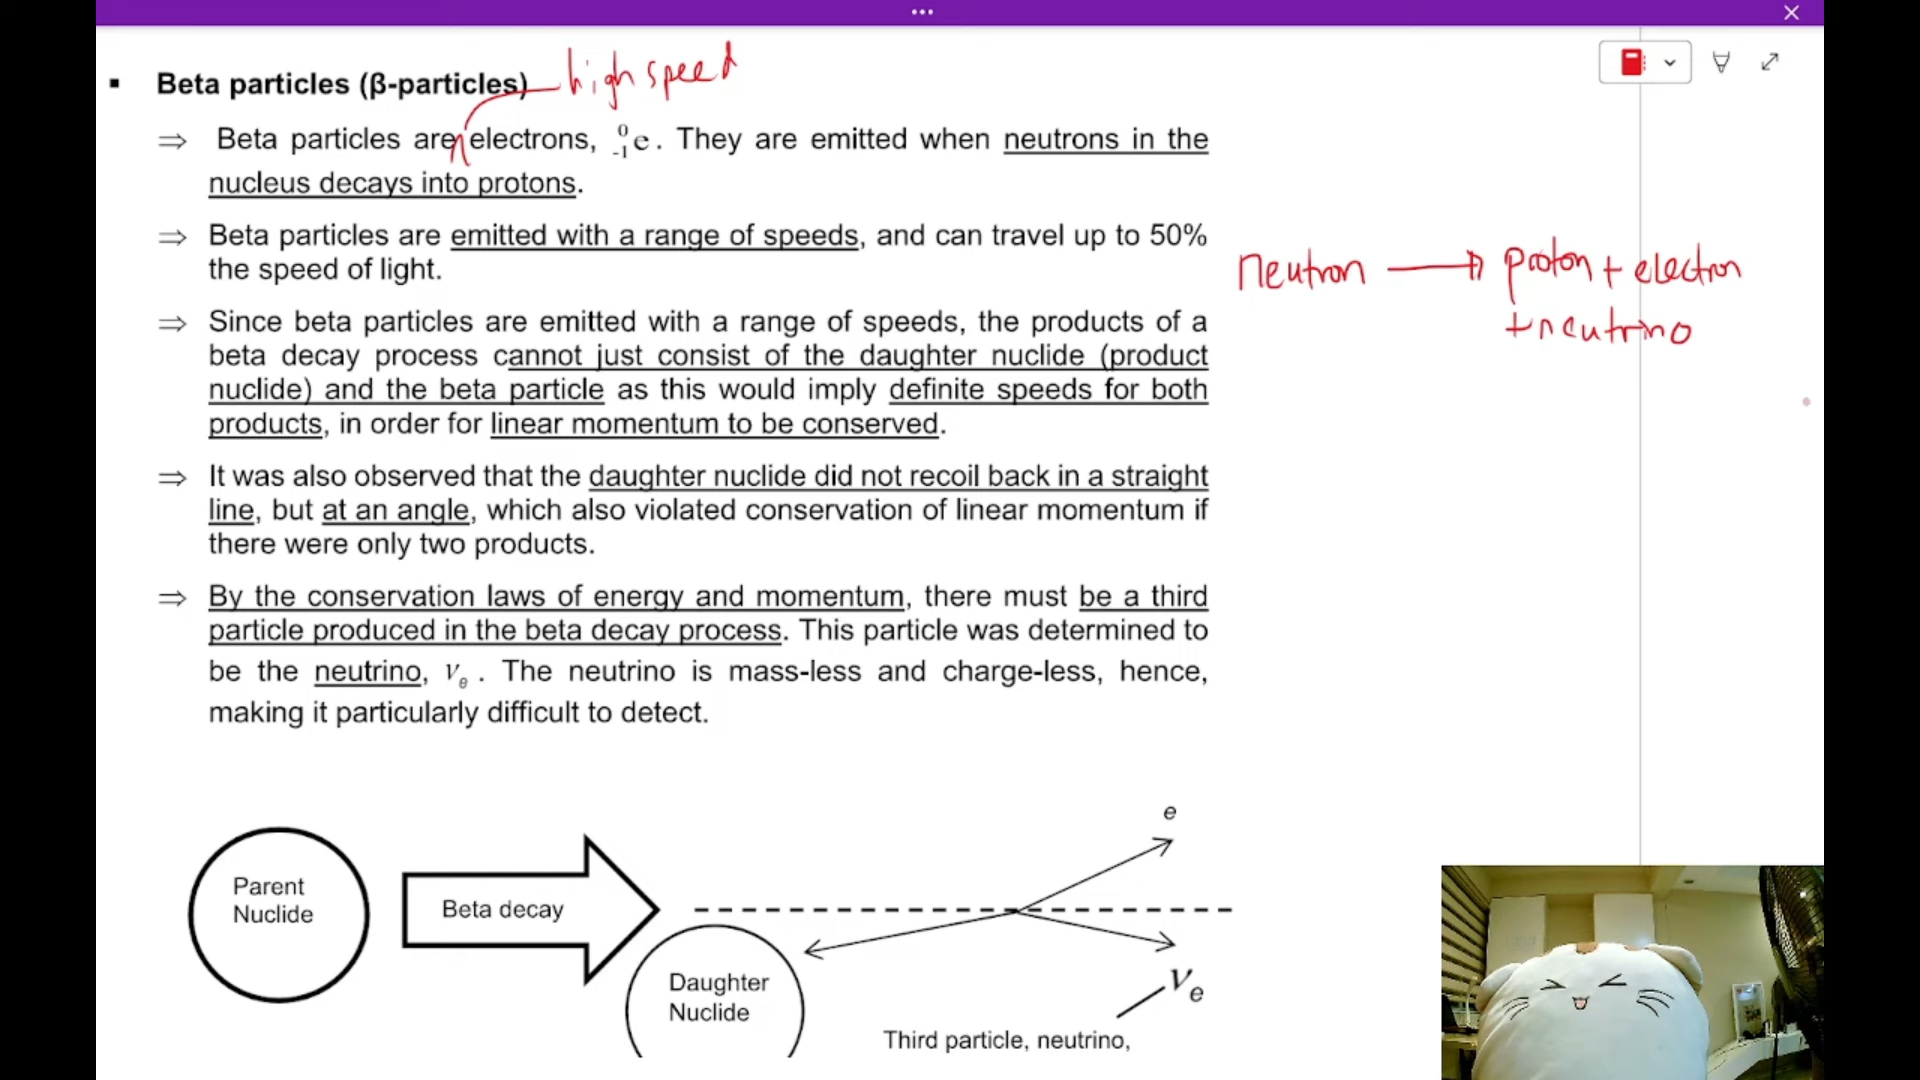 Beta particles (β-particles)
high speed
⇒ Beta particles are electrons, ⁰₋₁e. They are emitted when neutrons in the
nucleus decays into protons.
⇒ Beta particles are emitted with a range of speeds, and can travel up to 50%
the speed of light.
neutron → proton + electron
+ neutrino
⇒ Since beta particles are emitted with a range of speeds, the products of a
beta decay process cannot just consist of the daughter nuclide (product
nuclide) and the beta particle as this would imply definite speeds for both
products, in order for linear momentum to be conserved.
⇒ It was also observed that the daughter nuclide did not recoil back in a straight
line, but at an angle, which also violated conservation of linear momentum if
there were only two products.
⇒ By the conservation laws of energy and momentum, there must be a third
particle produced in the beta decay process. This particle was determined to
be the neutrino, νₑ. The neutrino is mass-less and charge-less, hence,
making it particularly difficult to detect.
Parent
Nuclide
Beta decay
e
Daughter
Nuclide
νₑ
Third particle, neutrino,